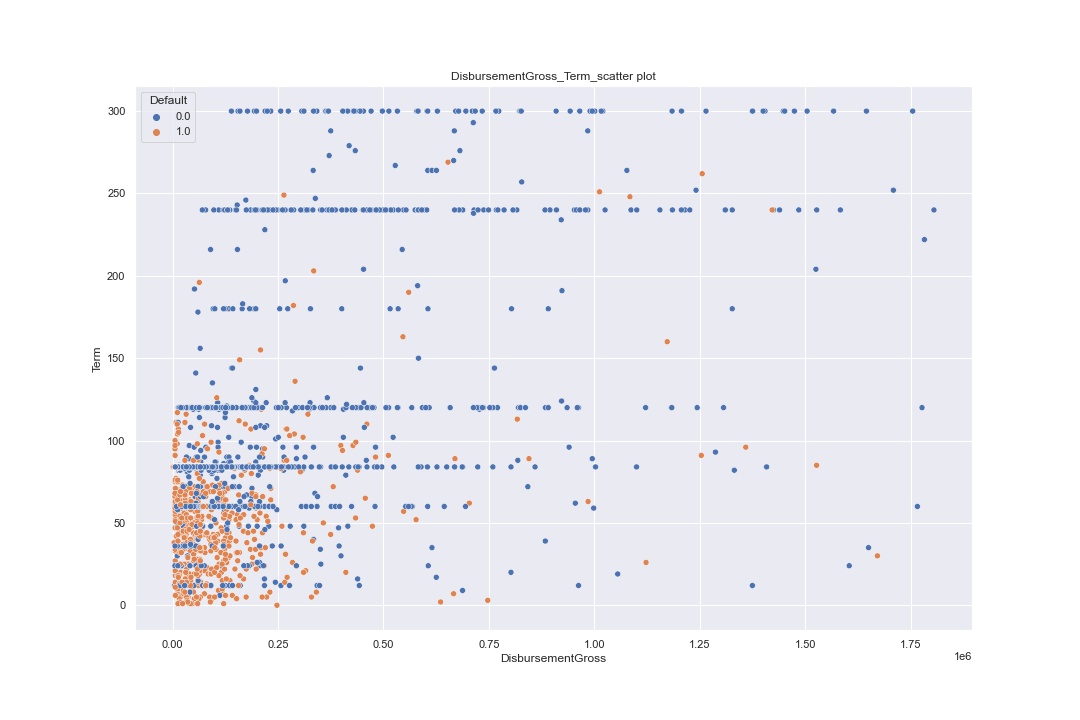 DisbursementGross_Term_scatter plot
Default
0.0
1.0
Term
300
250
200
150
100
50
0
0.00 0.25 0.50 0.75 1.00 1.25 1.50 1.75
1e6
DisbursementGross